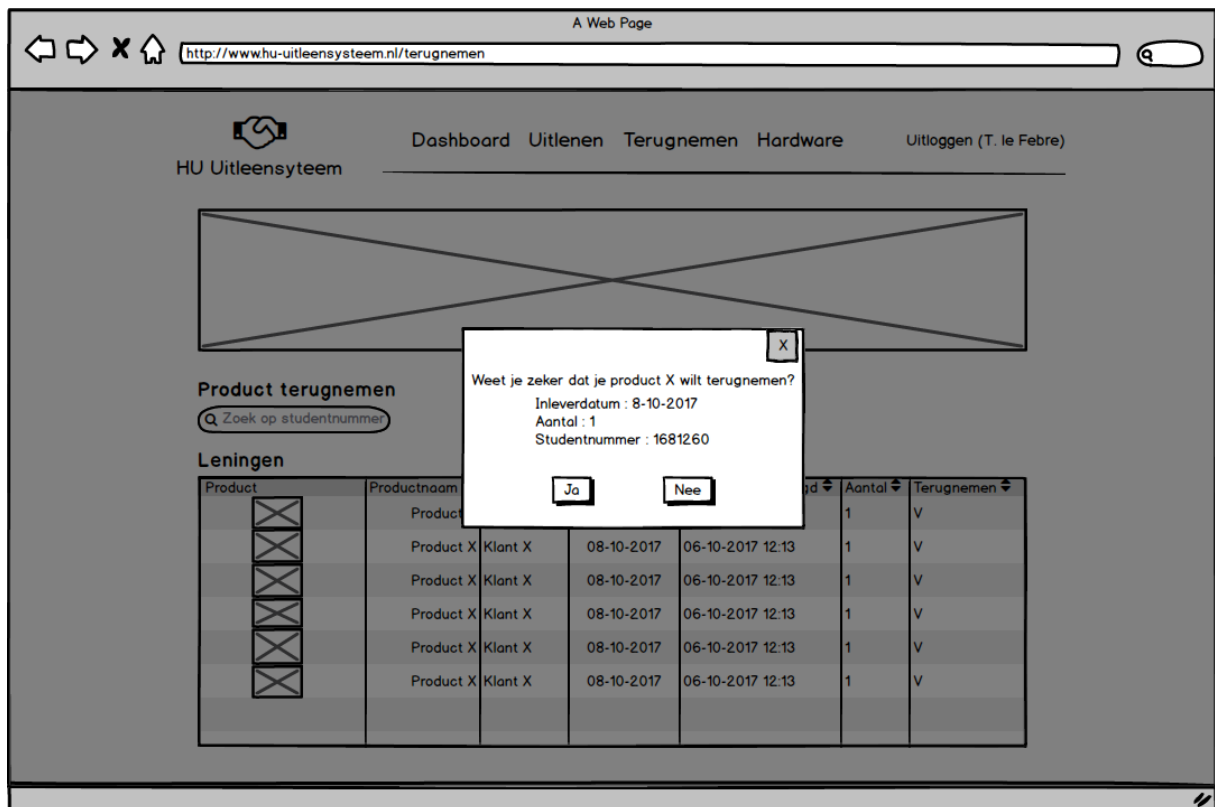 A Web Page
http://www.hu-uitleensysteem.nl/terugnemen
HU Uitleensyteem
Dashboard Uitlenen Terugnemen Hardware Uitloggen (T. le Febre)
X
Weet je zeker dat je product X wilt terugnemen?
Inleverdatum : 8-10-2017
Aantal : 1
Studentnummer : 1681260
Ja Nee
Product terugnemen
Zoek op studentnummer
Leningen
Product Productnaam Aantal Terugnemen
Product 1 V
Product X Klant X 08-10-2017 06-10-2017 12:13 1 V
Product X Klant X 08-10-2017 06-10-2017 12:13 1 V
Product X Klant X 08-10-2017 06-10-2017 12:13 1 V
Product X Klant X 08-10-2017 06-10-2017 12:13 1 V
Product X Klant X 08-10-2017 06-10-2017 12:13 1 V